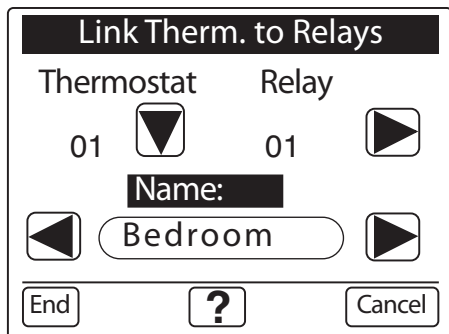 Link Therm. to Relays
Thermostat Relay
01 01
Name:
Bedroom
End ? Cancel